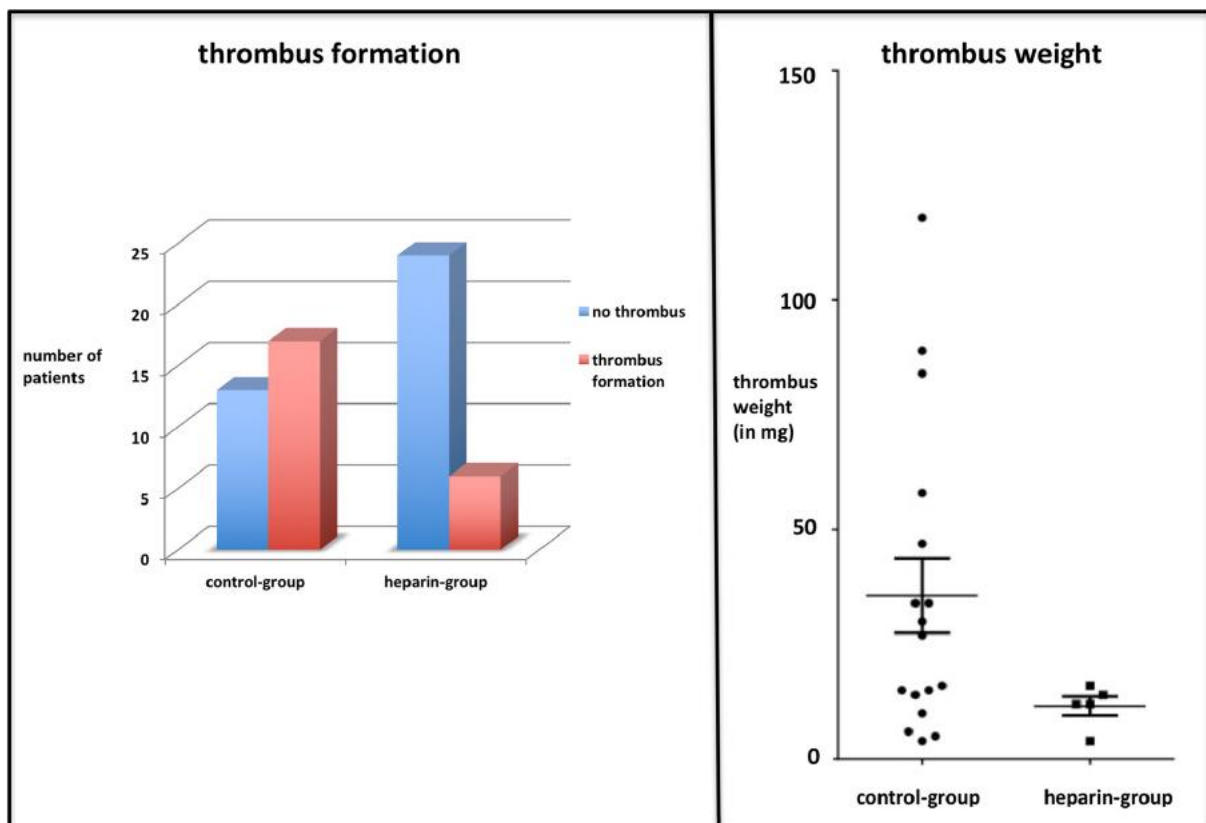 thrombus formation
25
20
15
10
5
0
number of
patients
control-group
heparin-group
no thrombus
thrombus
formation
thrombus weight
150
100
50
0
thrombus
weight
(in mg)
control-group
heparin-group